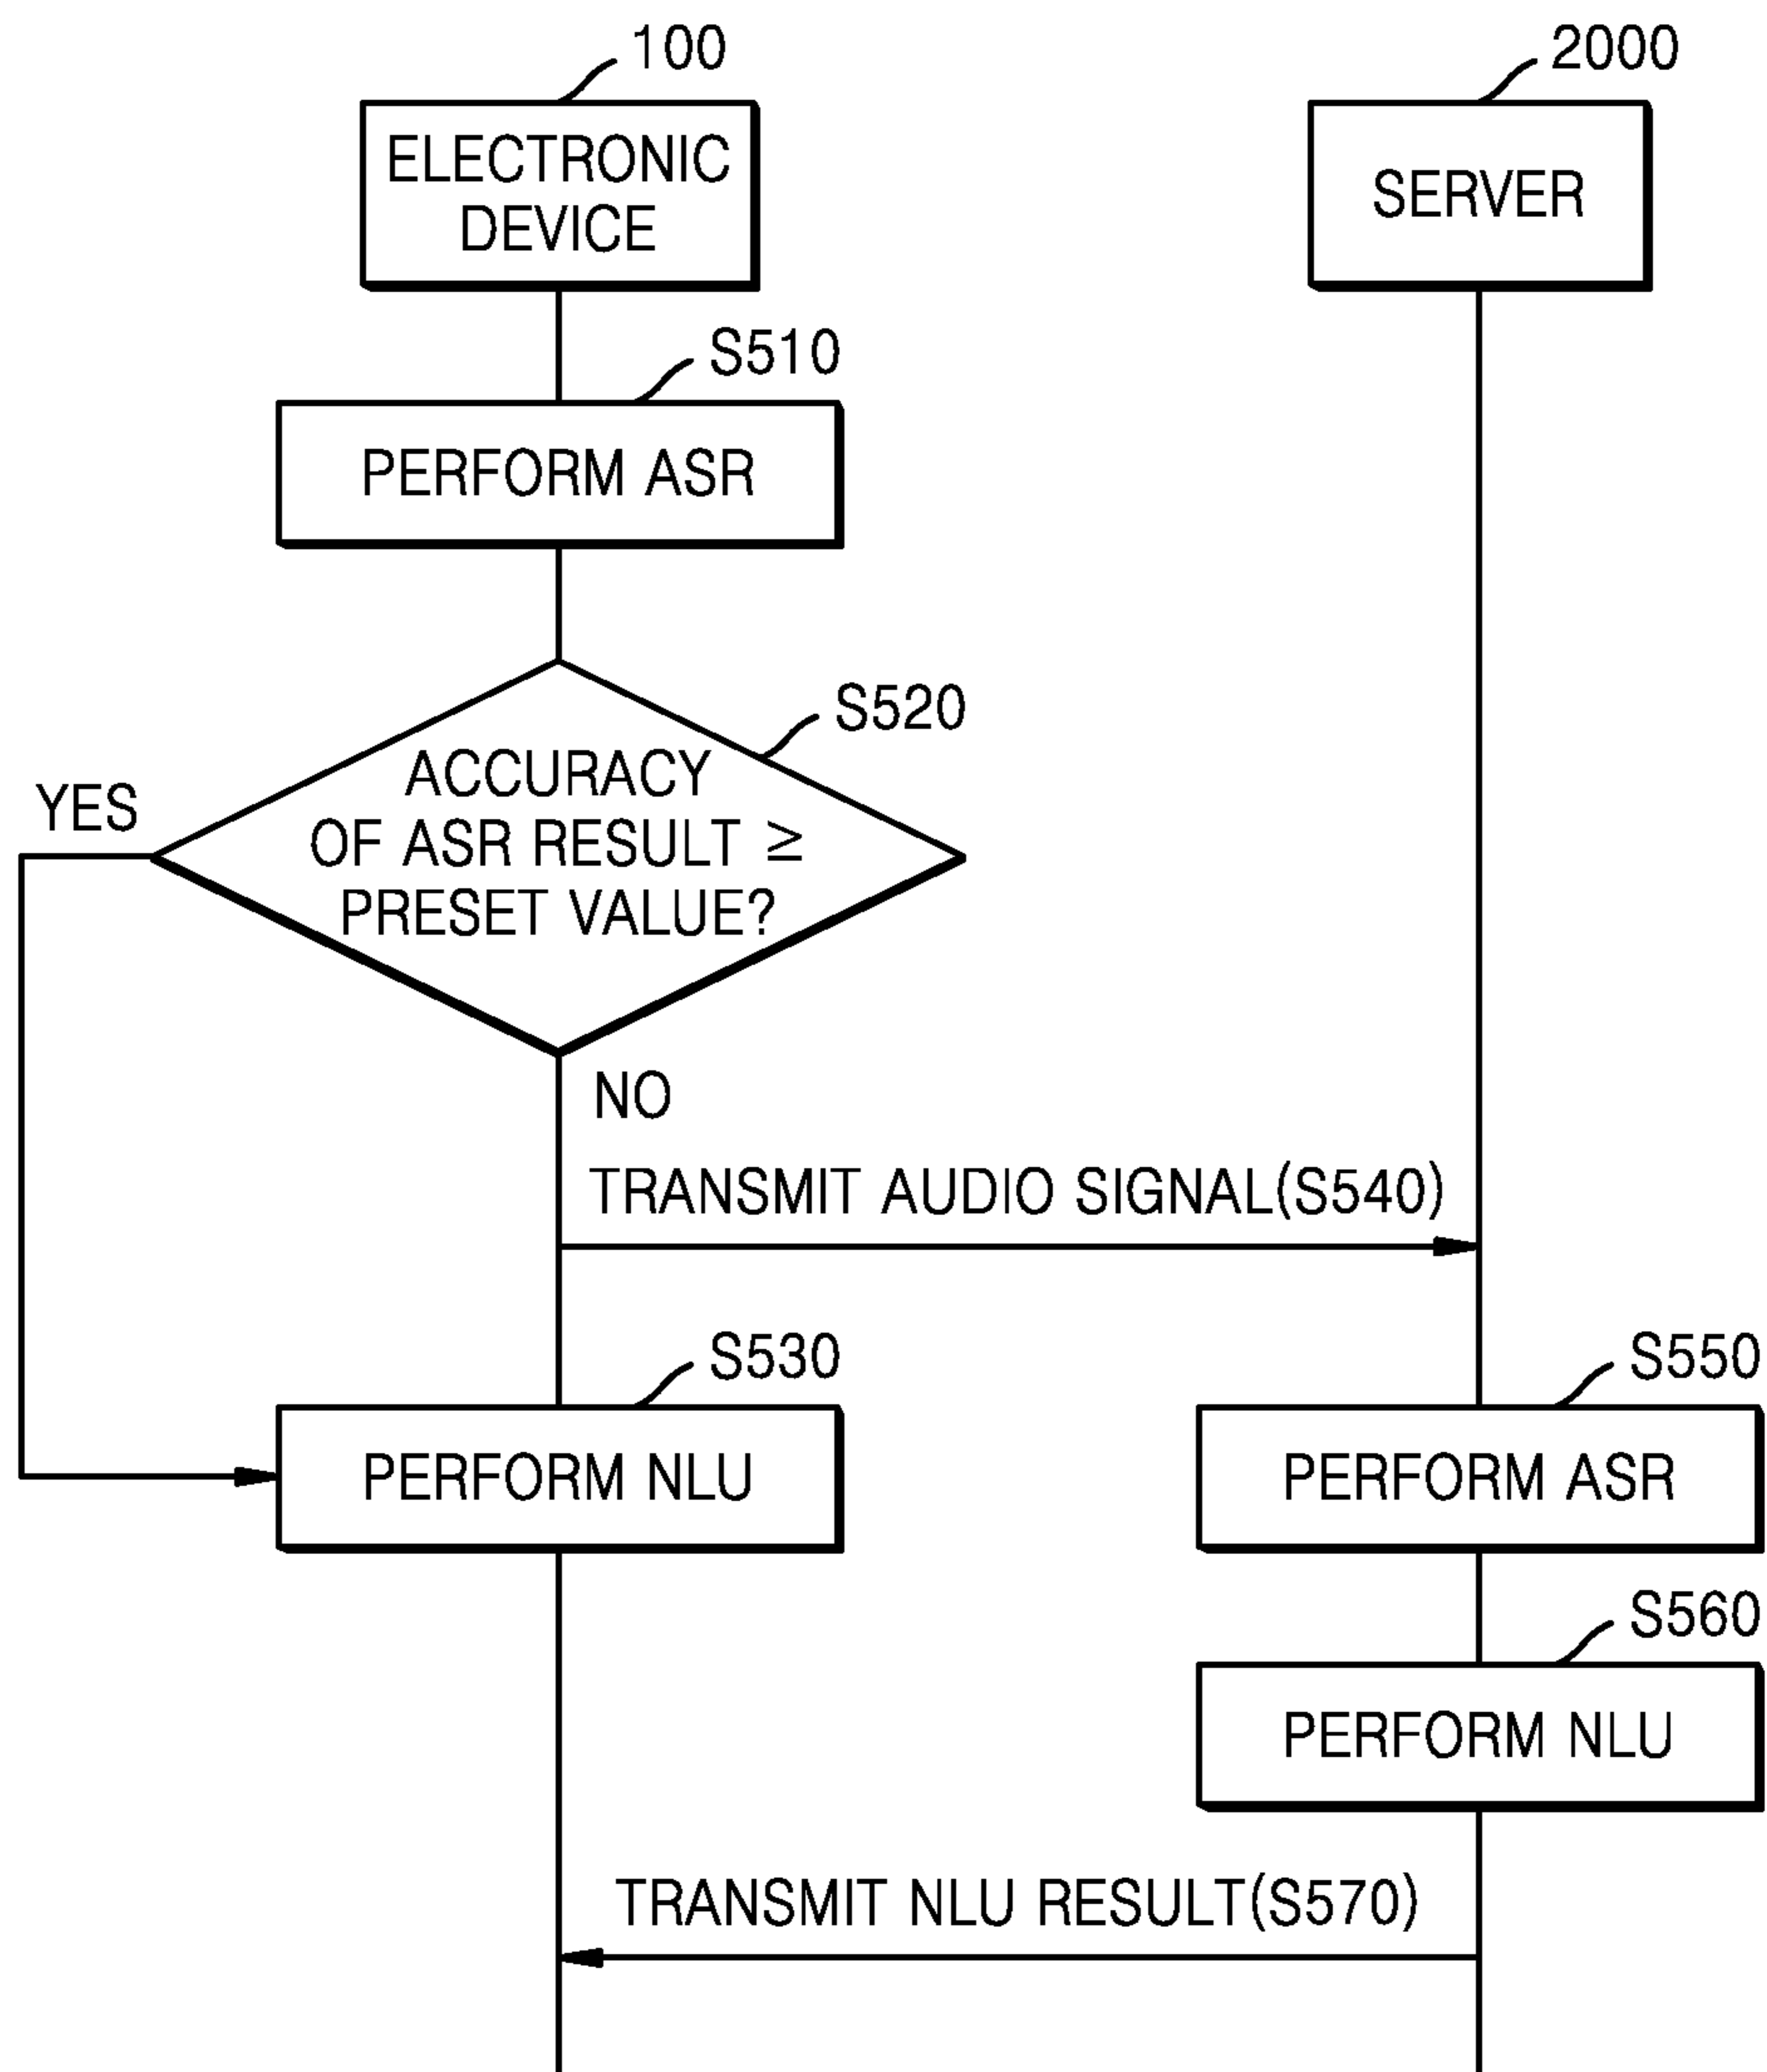 100
2000
ELECTRONIC
DEVICE
SERVER
S510
PERFORM ASR
S520
YES
ACCURACY
OF ASR RESULT ≥
PRESET VALUE?
NO
TRANSMIT AUDIO SIGNAL(S540)
S530
S550
PERFORM NLU
PERFORM ASR
S560
PERFORM NLU
TRANSMIT NLU RESULT(S570)